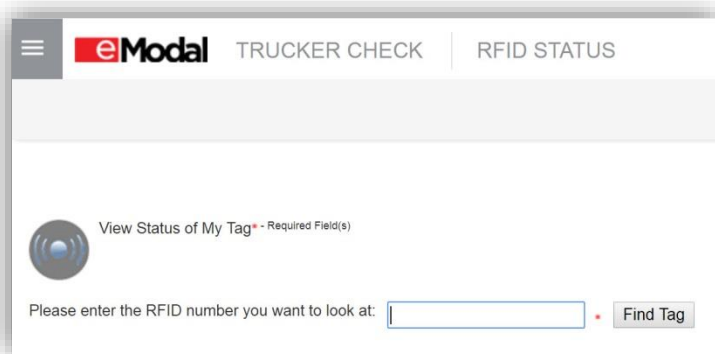 eModal TRUCKER CHECK RFID STATUS
View Status of My Tag* - Required Field(s)
Please enter the RFID number you want to look at: * Find Tag